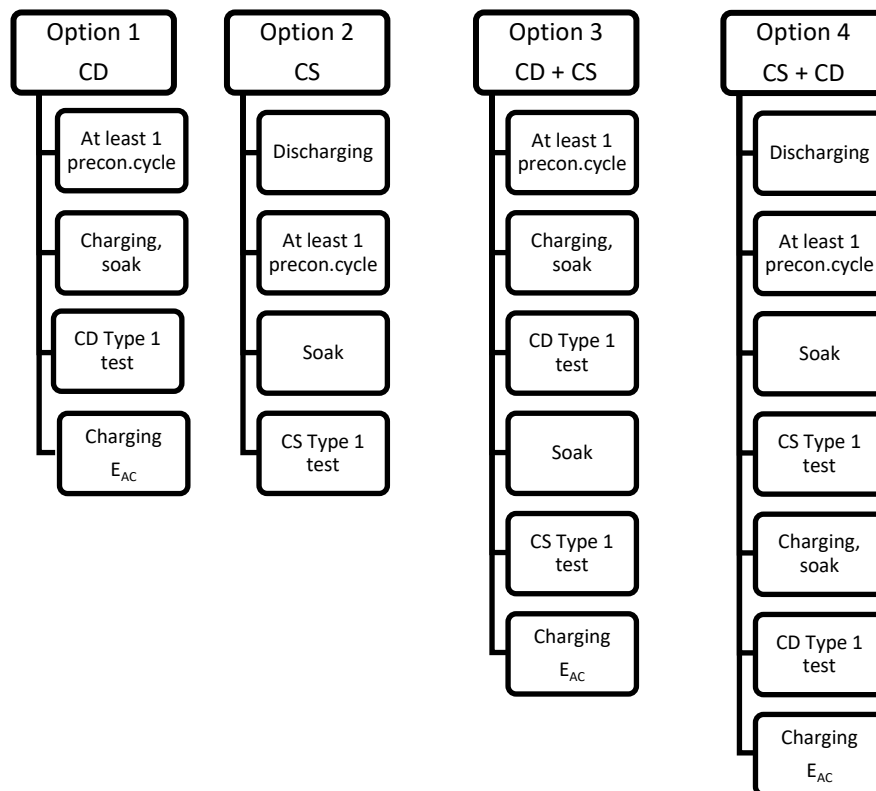 Option 1
CD
At least 1
precon.cycle
Charging,
soak
CD Type 1
test
Charging
E_AC
Option 2
CS
Discharging
At least 1
precon.cycle
Soak
CS Type 1
test
Option 3
CD + CS
At least 1
precon.cycle
Charging,
soak
CD Type 1
test
Soak
CS Type 1
test
Charging
E_AC
Option 4
CS + CD
Discharging
At least 1
precon.cycle
Soak
CS Type 1
test
Charging,
soak
CD Type 1
test
Charging
E_AC